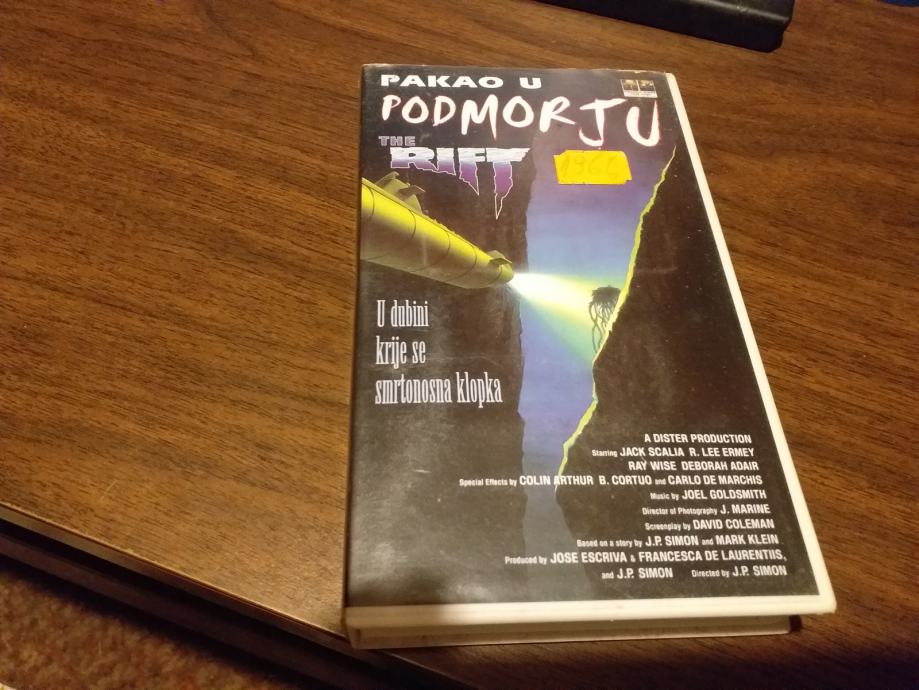 PAKAO U
PODMORJU
THE
RIFT
1966
U dubini
krije se
smrtonosna klopka
A DISTER PRODUCTION
Starring JACK SCALIA R. LEE ERMEY
RAY WISE DEBORAH ADAIR
Special Effects by COLIN ARTHUR B. CORTUO and CARLO DE MARCHIS
Music by JOEL GOLDSMITH
Director of Photography J. MARINE
Screenplay by DAVID COLEMAN
Based on a story by J.P. SIMON and MARK KLEIN
Produced by JOSE ESCRIVA & FRANCESCA DE LAURENTIIS,
and J.P. SIMON Directed by J.P. SIMON